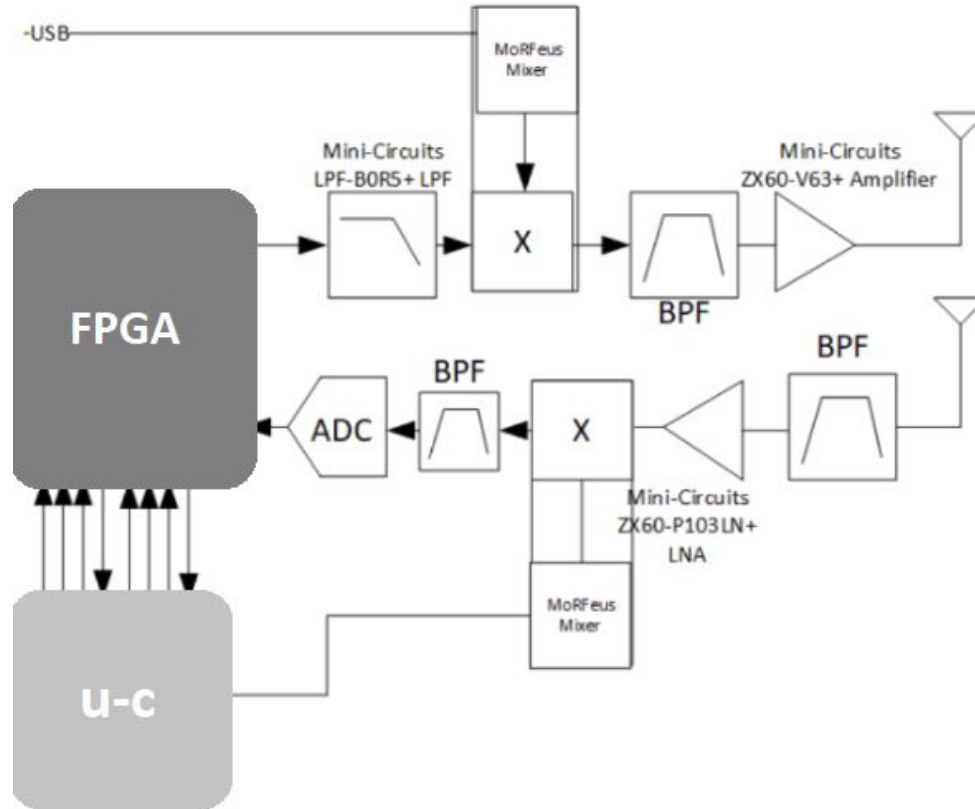 -USB
MoRFeus
Mixer
Mini-Circuits
LPF-B0R5+ LPF
Mini-Circuits
ZX60-V63+ Amplifier
X
BPF
FPGA
BPF
BPF
ADC
X
Mini-Circuits
ZX60-P103LN+
LNA
MoRFeus
Mixer
u-c